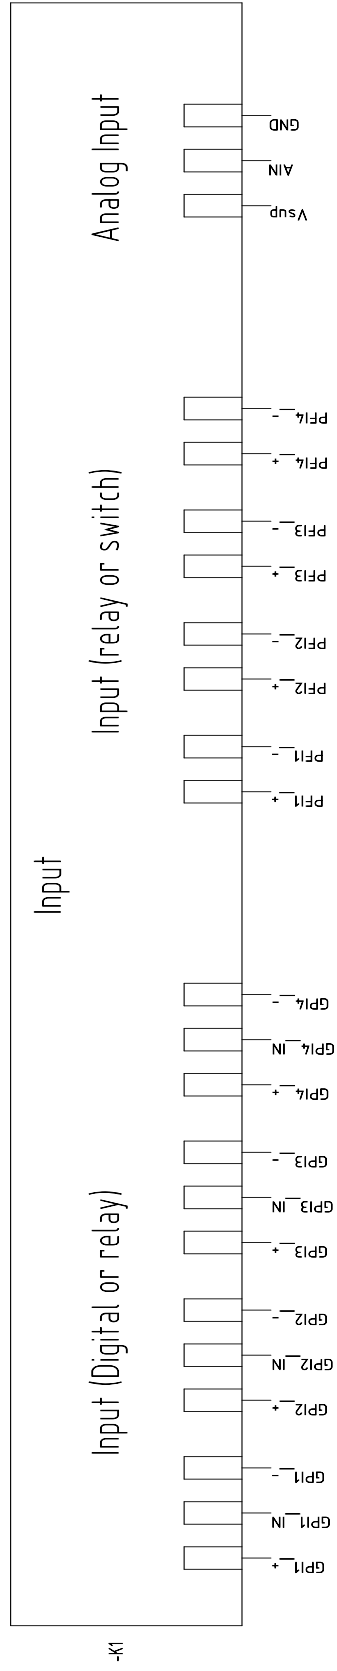 Analog Input
GND
AIN
Vsup
Input (relay or switch)
PFI4_-
PFI4_+
PFI3_-
PFI3_+
PFI2_-
PFI2_+
PFI1_-
PFI1_+
Input
Input (Digital or relay)
GPI4_-
GPI4_IN
GPI4_+
GPI3_-
GPI3_IN
GPI3_+
GPI2_-
GPI2_IN
GPI2_+
GPI1_-
GPI1_IN
GPI1_+
-K1